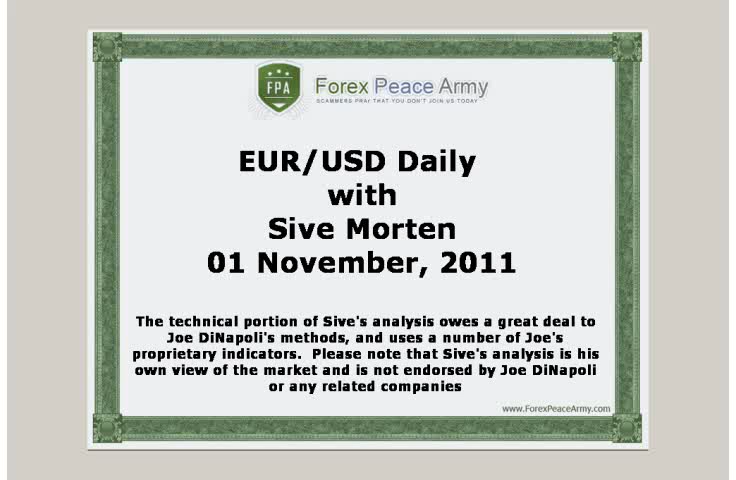 FPA
Forex Peace Army
SCAMMERS PRAY THAT YOU DON'T JOIN US TODAY
EUR/USD Daily
with
Sive Morten
01 November, 2011
The technical portion of Sive's analysis owes a great deal to
Joe DiNapoli's methods, and uses a number of Joe's
proprietary indicators.  Please note that Sive's analysis is his
own view of the market and is not endorsed by Joe DiNapoli
or any related companies
www.ForexPeaceArmy.com